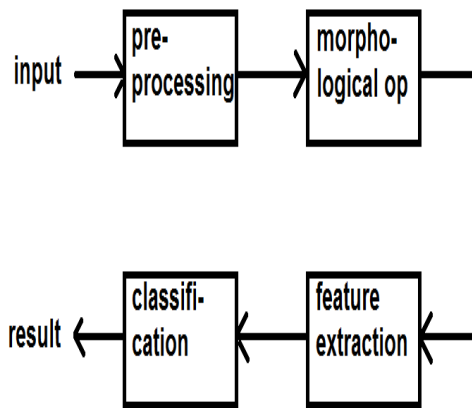 input
pre-
processing
morpho-
logical op
feature
extraction
classifi-
cation
result